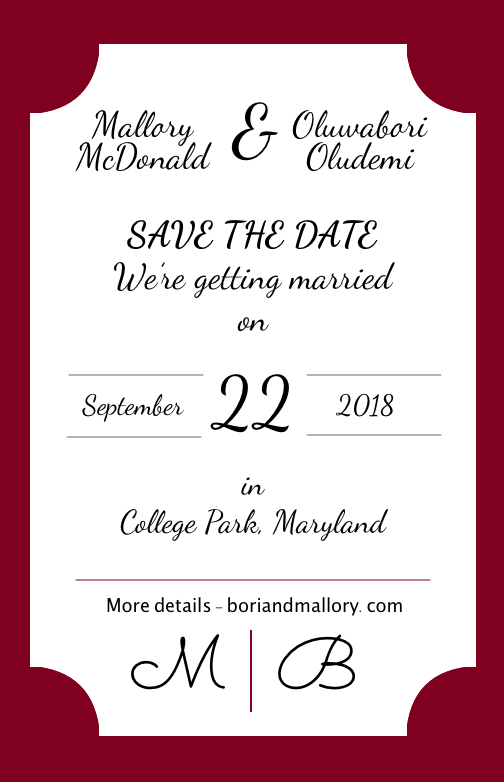 Mallory
McDonald
&
Oluwabori
Oludemi
SAVE THE DATE
We're getting married
on
September 22 2018
in
College Park, Maryland
More details - boriandmallory. com
M | B